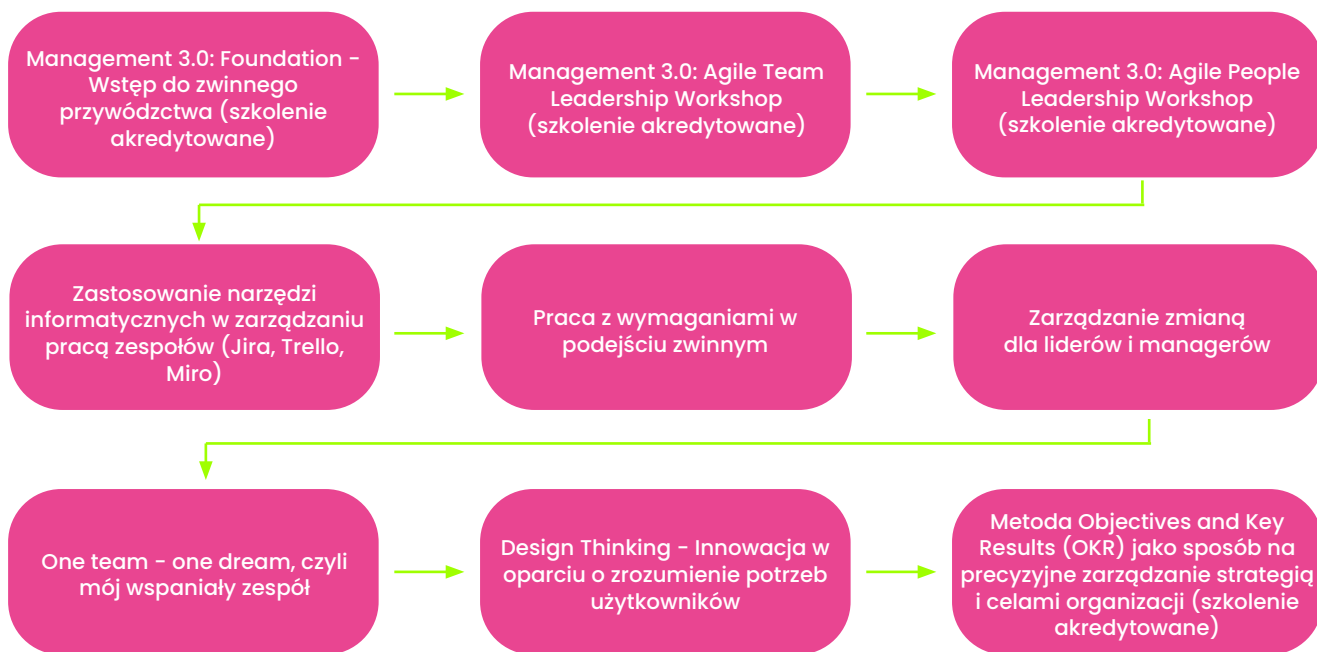 Management 3.0: Foundation -
Wstęp do zwinnego
przywództwa (szkolenie
akredytowane)
Management 3.0: Agile Team
Leadership Workshop
(szkolenie akredytowane)
Management 3.0: Agile People
Leadership Workshop
(szkolenie akredytowane)
Zastosowanie narzędzi
informatycznych w zarządzaniu
pracą zespołów (Jira, Trello,
Miro)
Praca z wymaganiami w
podejściu zwinnym
Zarządzanie zmianą
dla liderów i managerów
One team - one dream, czyli
mój wspaniały zespół
Design Thinking - Innowacja w
oparciu o zrozumienie potrzeb
użytkowników
Metoda Objectives and Key
Results (OKR) jako sposób na
precyzyjne zarządzanie strategią
i celami organizacji (szkolenie
akredytowane)